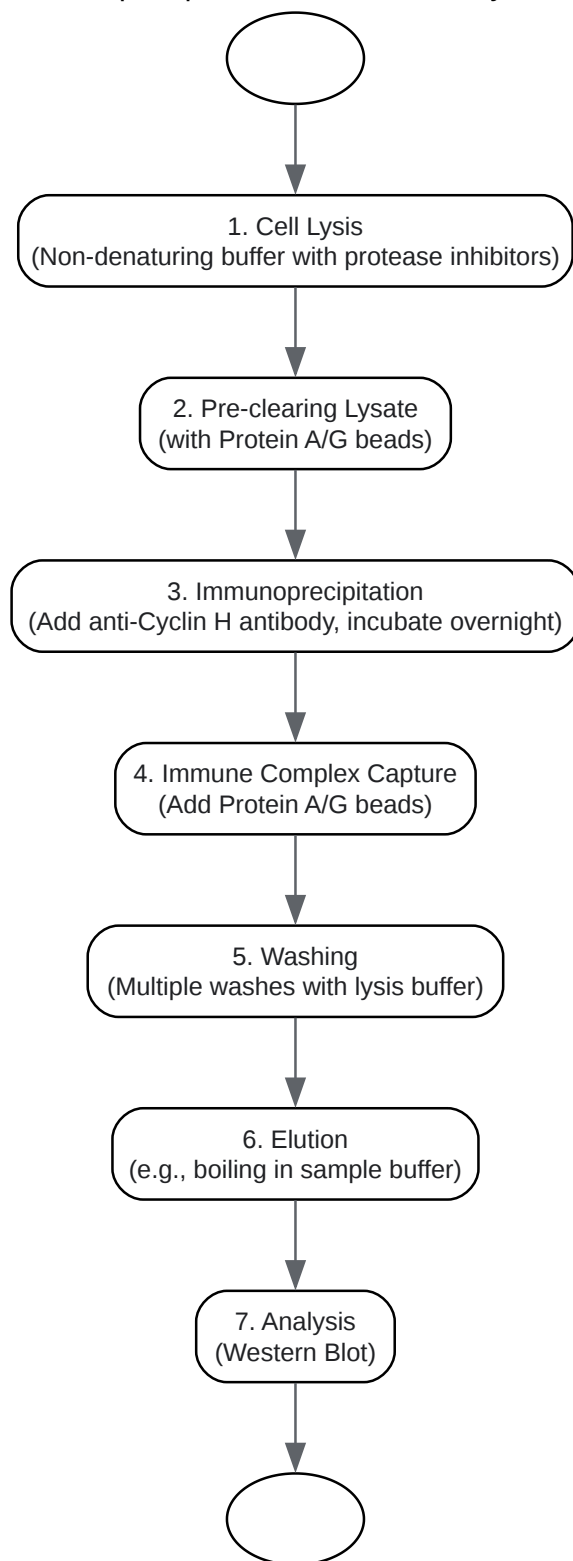 1. Cell Lysis
(Non-denaturing buffer with protease inhibitors)
2. Pre-clearing Lysate
(with Protein A/G beads)
3. Immunoprecipitation
(Add anti-Cyclin H antibody, incubate overnight)
4. Immune Complex Capture
(Add Protein A/G beads)
5. Washing
(Multiple washes with lysis buffer)
6. Elution
(e.g., boiling in sample buffer)
7. Analysis
(Western Blot)